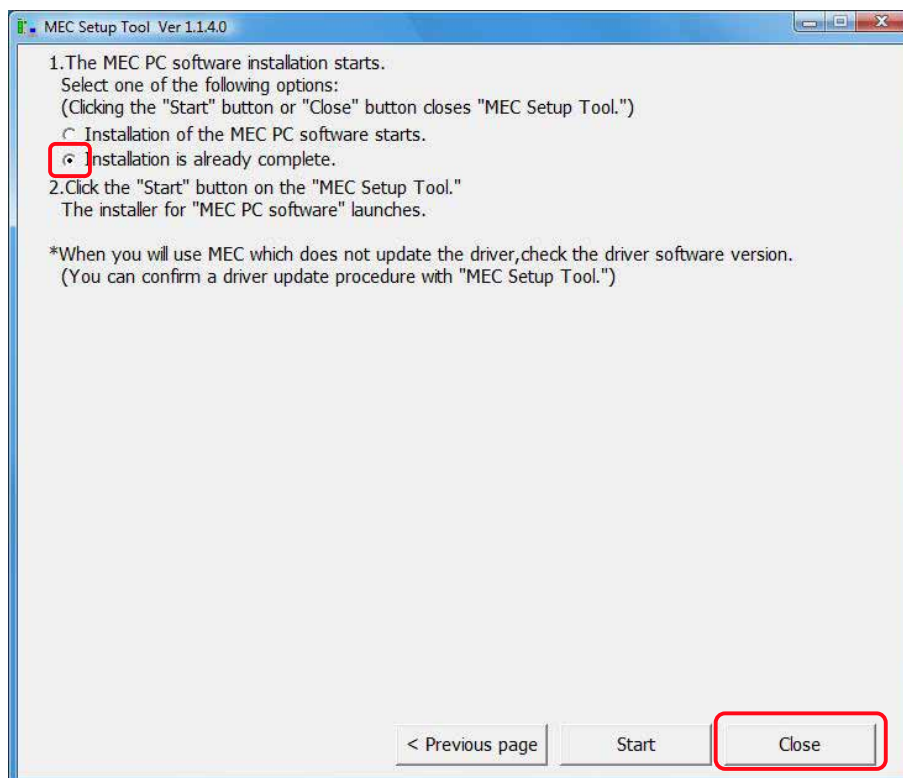 MEC Setup Tool Ver 1.1.4.0
1.The MEC PC software installation starts.
Select one of the following options:
(Clicking the "Start" button or "Close" button closes "MEC Setup Tool.")
Installation of the MEC PC software starts.
Installation is already complete.
2.Click the "Start" button on the "MEC Setup Tool."
The installer for "MEC PC software" launches.
*When you will use MEC which does not update the driver,check the driver software version.
(You can confirm a driver update procedure with "MEC Setup Tool.")
< Previous page
Start
Close